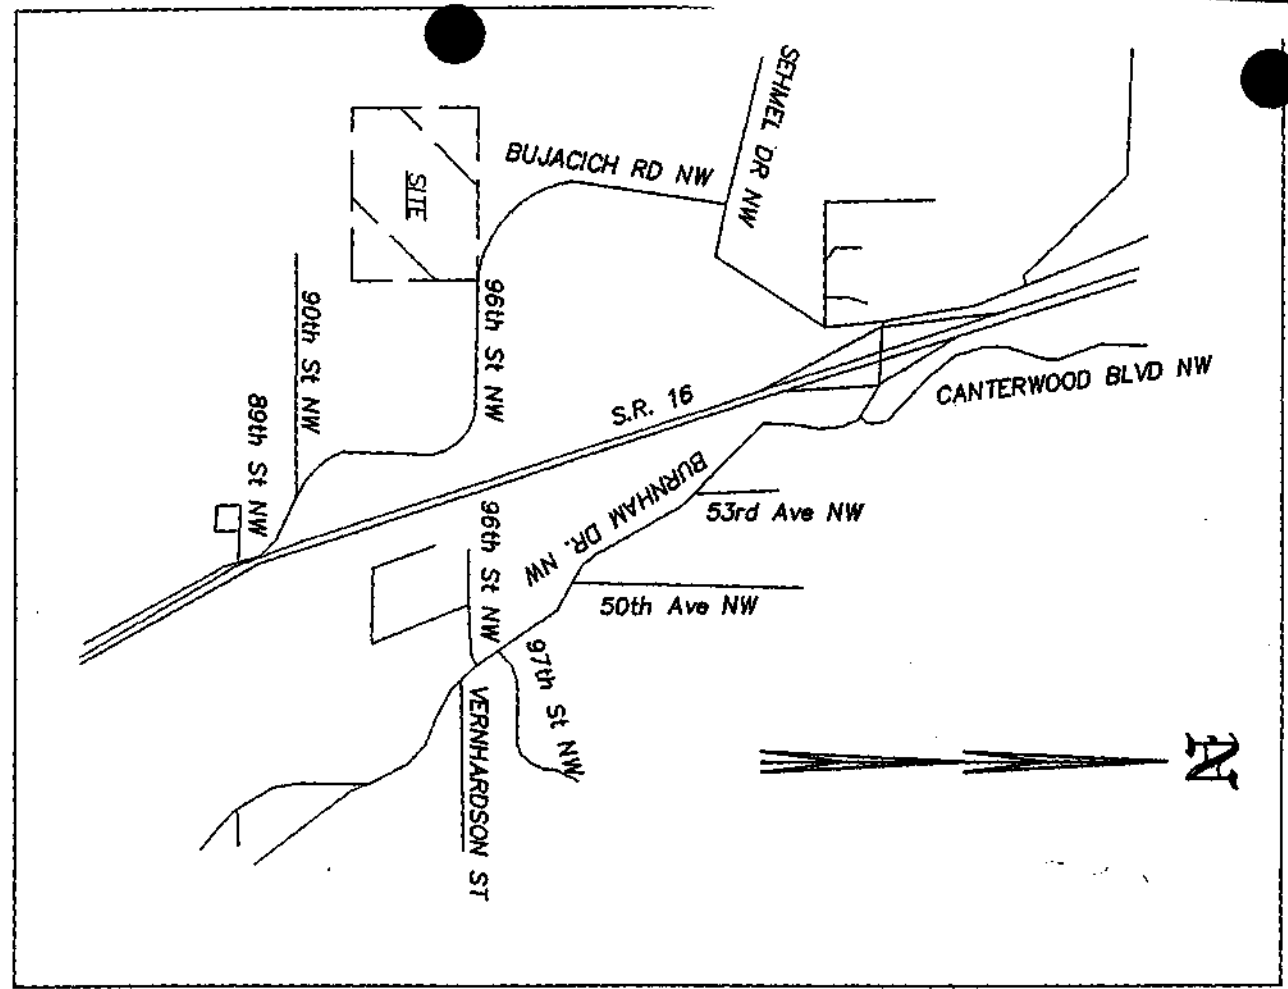 SEHMEL DR NW
BUJACICH RD NW
SITE
96th St NW
90th St NW
89th St NW
S.R. 16
CANTERWOOD BLVD NW
BURNHAM DR. NW
53rd Ave NW
96th St NW
50th Ave NW
97th St NW
VERNHARDSON ST
N